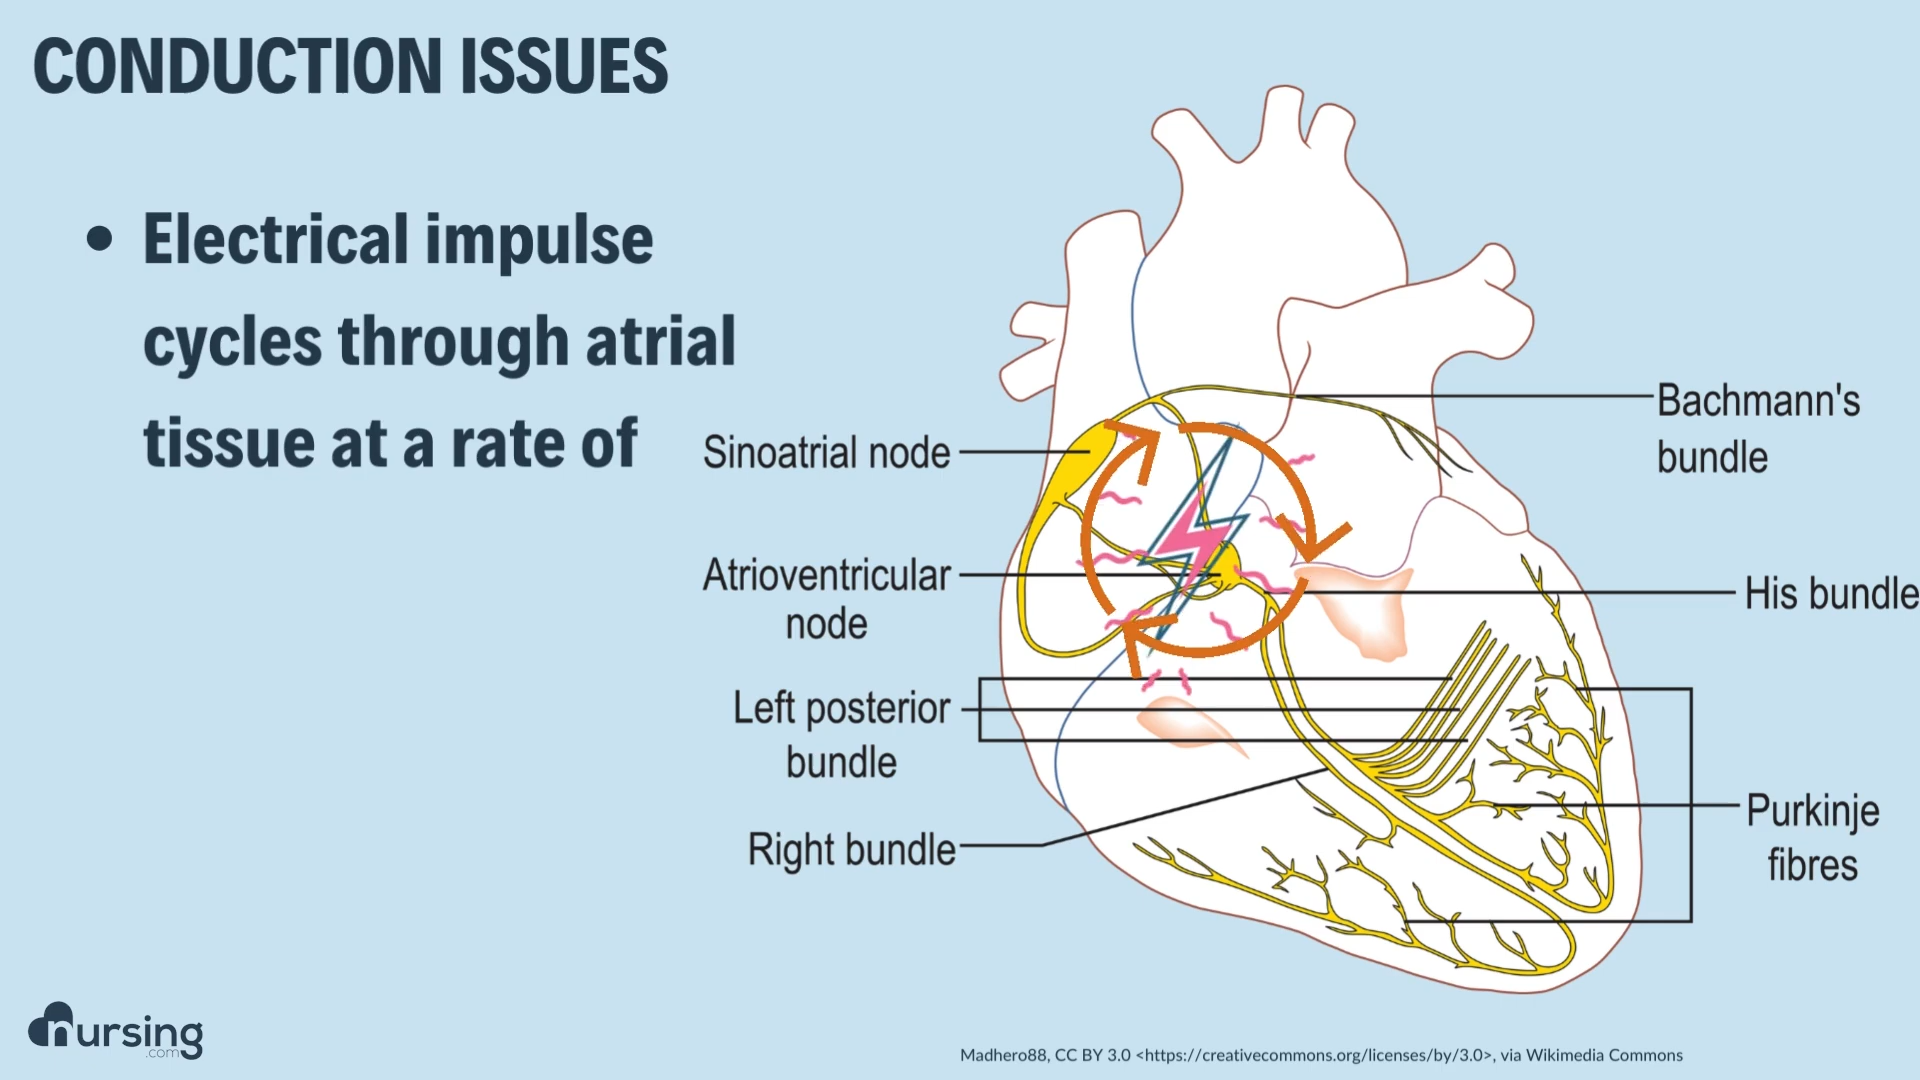 CONDUCTION ISSUES
• Electrical impulse
cycles through atrial
tissue at a rate of
Bachmann's
bundle
Sinoatrial node
Atrioventricular
node
His bundle
Left posterior
bundle
Purkinje
fibres
Right bundle
nursing
.com
Madhero88, CC BY 3.0 <https://creativecommons.org/licenses/by/3.0>, via Wikimedia Commons